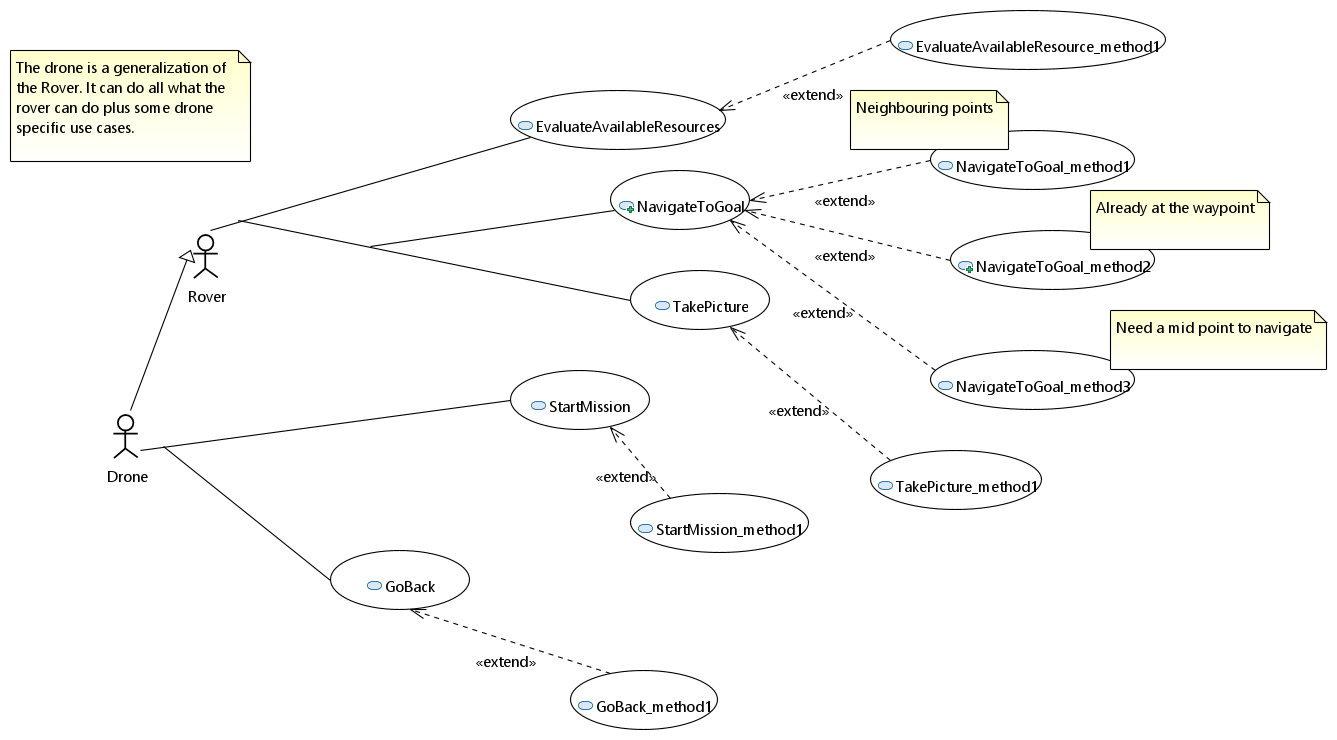 EvaluateAvailableResource_method1
The drone is a generalization of
the Rover. It can do all what the
rover can do plus some drone
specific use cases.
«extend»
Neighbouring points
EvaluateAvailableResources
NavigateToGoal_method1
«extend»
NavigateToGoal
Already at the waypoint
«extend»
NavigateToGoal_method2
Rover
TakePicture
«extend»
Need a mid point to navigate
NavigateToGoal_method3
StartMission
«extend»
Drone
«extend»
TakePicture_method1
StartMission_method1
GoBack
«extend»
GoBack_method1